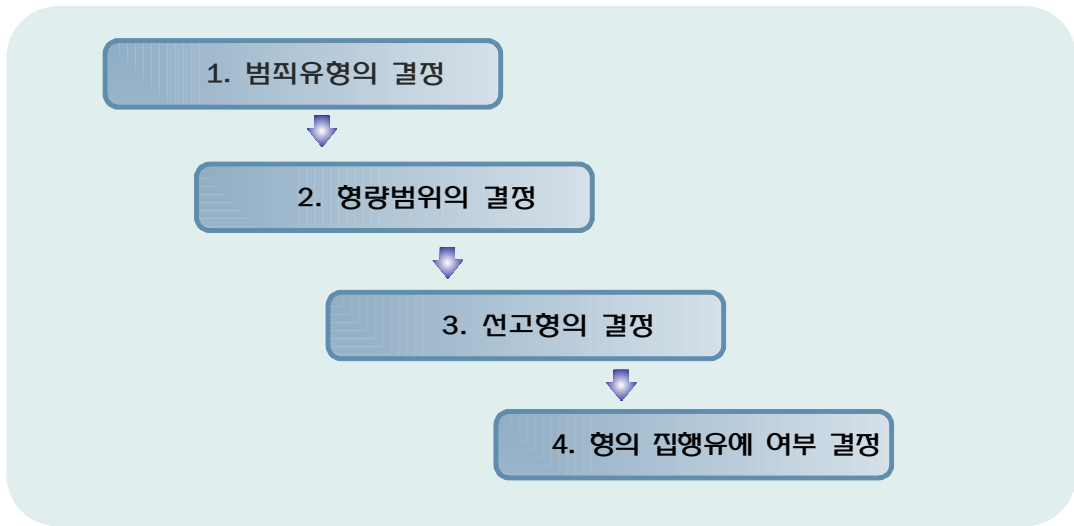 1. 범죄유형의 결정
2. 형량범위의 결정
3. 선고형의 결정
4. 형의 집행유예 여부 결정